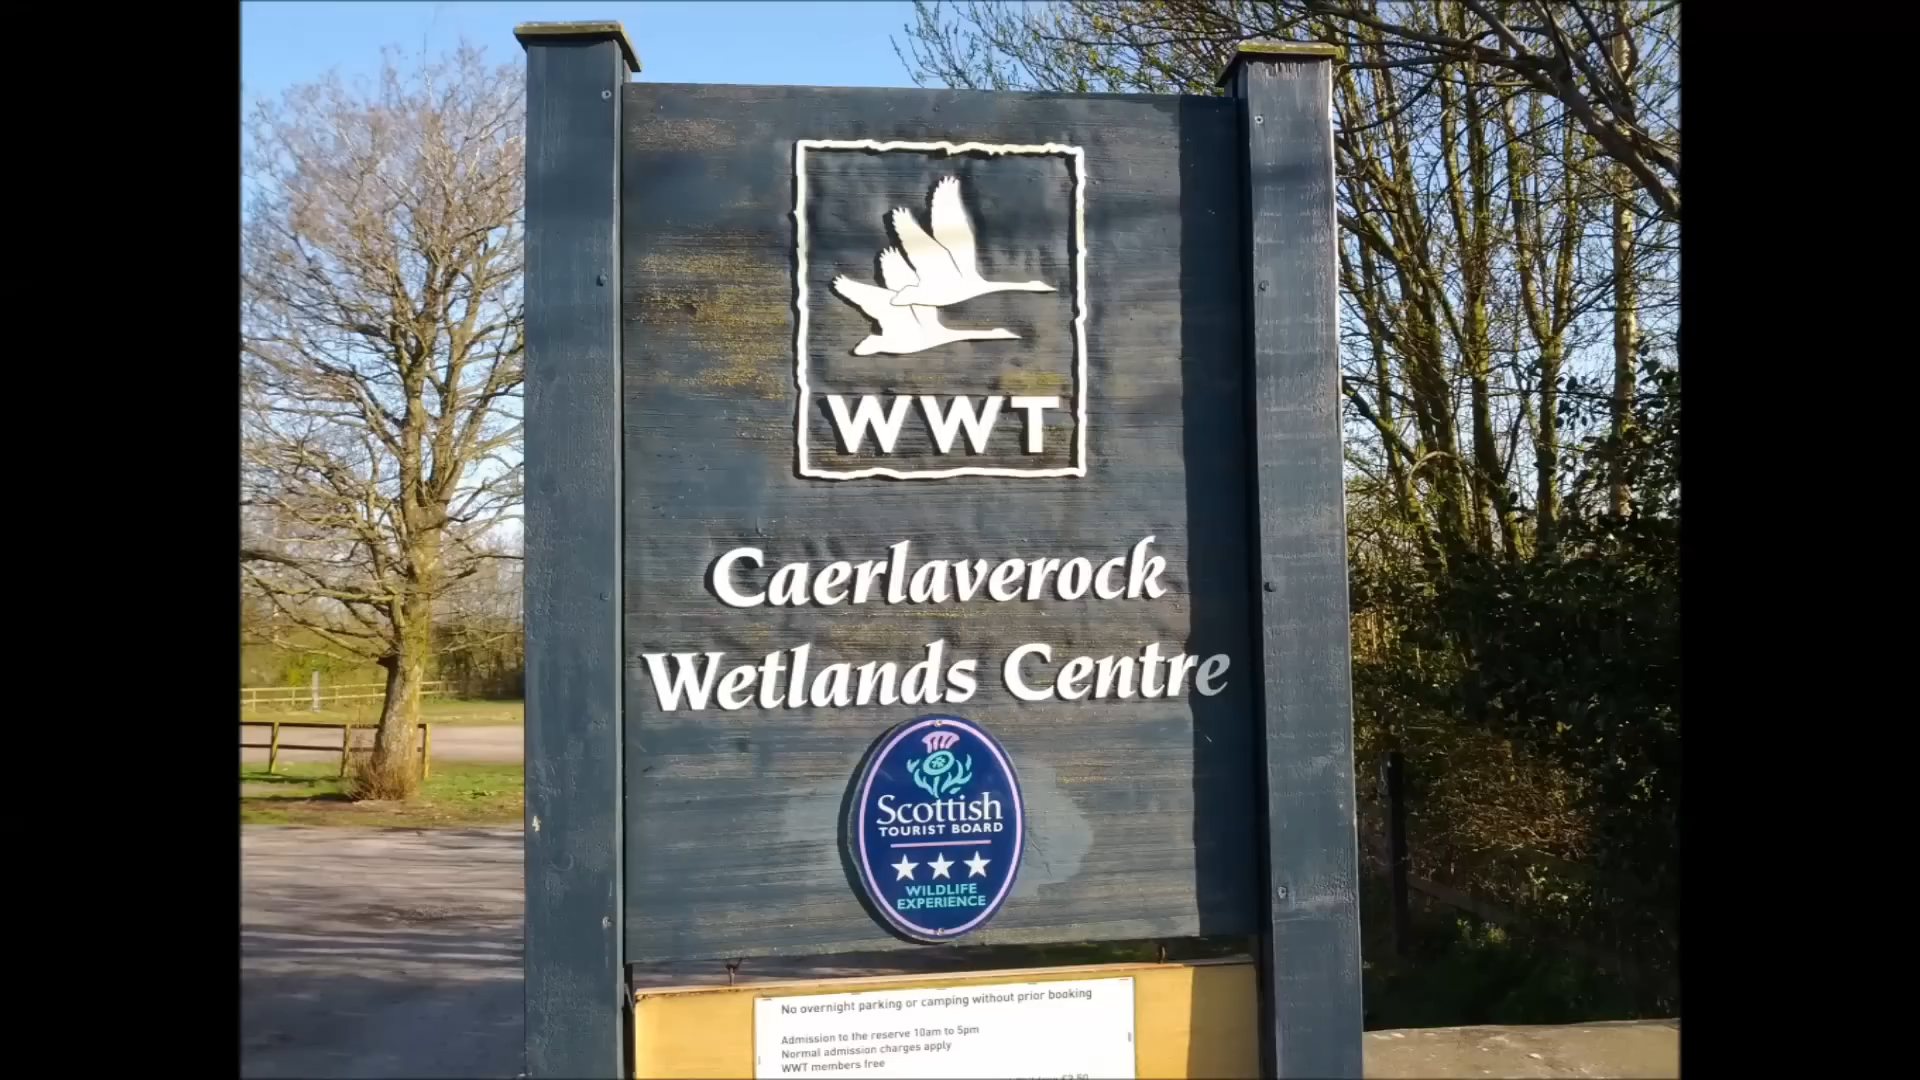 WWT
Caerlaverock
Wetlands Centre
Scottish
TOURIST BOARD
WILDLIFE
EXPERIENCE
No overnight parking or camping without prior booking
Admission to the reserve 10am to 5pm
Normal admission charges apply
WWT members free